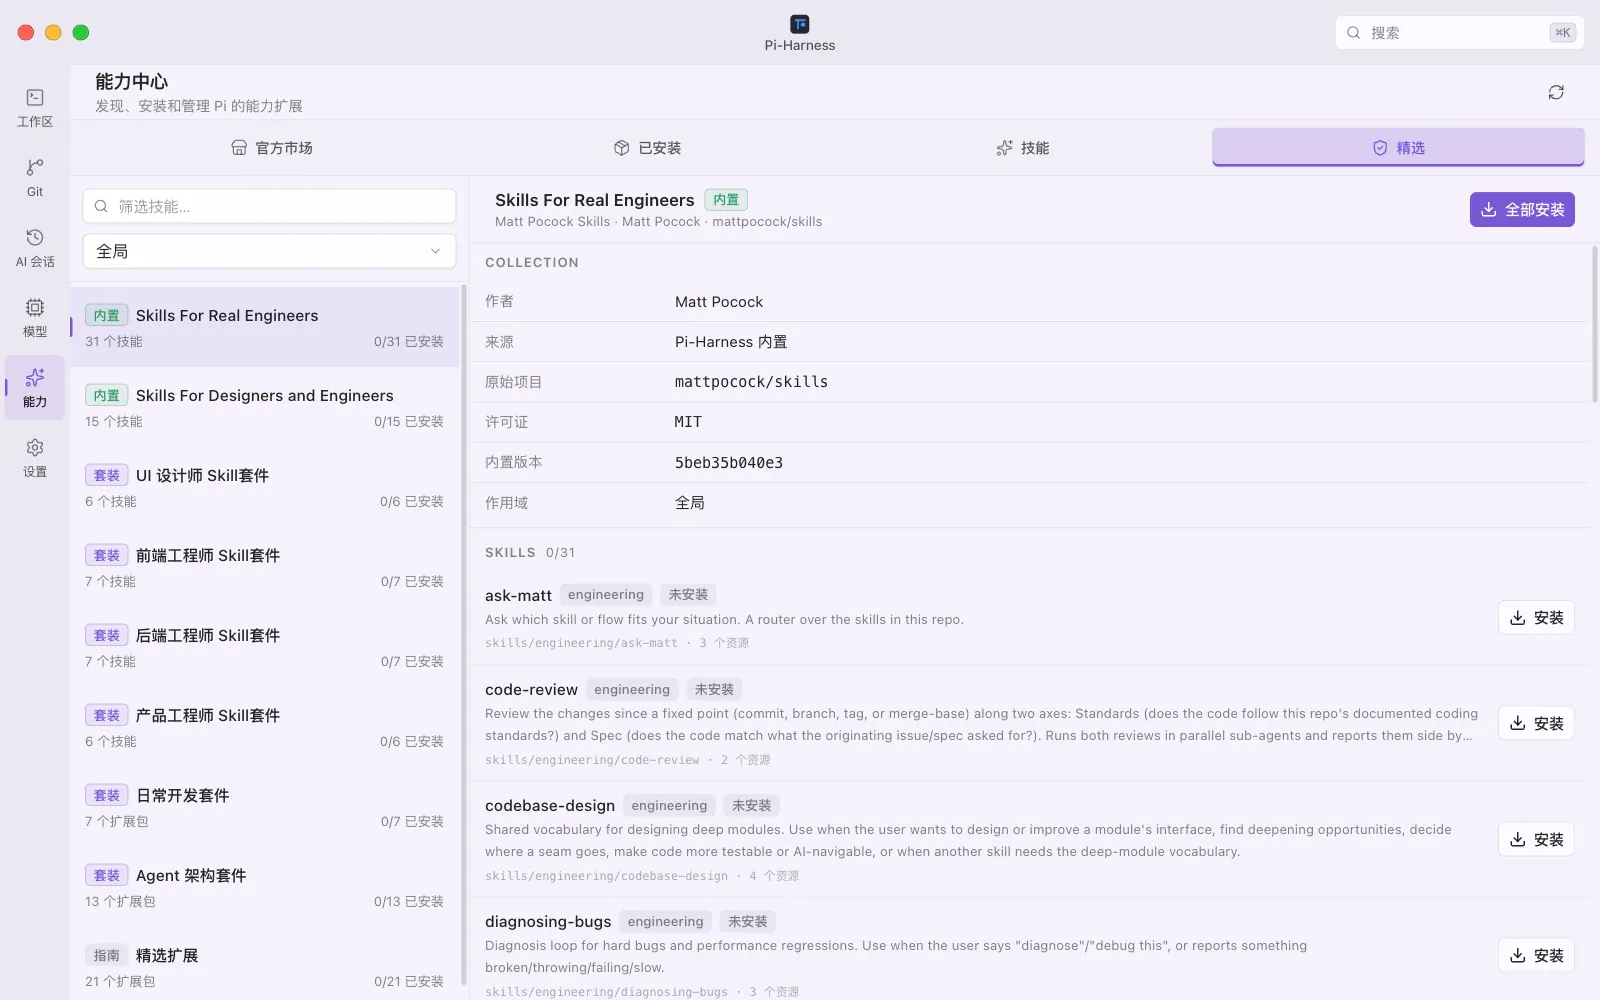 Pi-Harness
搜索
⌘K
工作区
Git
AI 会话
模型
能力
设置
能力中心
发现、安装和管理 Pi 的能力扩展
官方市场
已安装
技能
精选
筛选技能...
全局
内置 Skills For Real Engineers
31 个技能 0/31 已安装
内置 Skills For Designers and Engineers
15 个技能 0/15 已安装
套装 UI 设计师 Skill套件
6 个技能 0/6 已安装
套装 前端工程师 Skill套件
7 个技能 0/7 已安装
套装 后端工程师 Skill套件
7 个技能 0/7 已安装
套装 产品工程师 Skill套件
6 个技能 0/6 已安装
套装 日常开发套件
7 个扩展包 0/7 已安装
套装 Agent 架构套件
13 个扩展包 0/13 已安装
指南 精选扩展
21 个扩展包 0/21 已安装
Skills For Real Engineers 内置
Matt Pocock Skills · Matt Pocock · mattpocock/skills
全部安装
COLLECTION
作者 Matt Pocock
来源 Pi-Harness 内置
原始项目 mattpocock/skills
许可证 MIT
内置版本 5beb35b040e3
作用域 全局
SKILLS 0/31
ask-matt engineering 未安装
Ask which skill or flow fits your situation. A router over the skills in this repo.
skills/engineering/ask-matt · 3 个资源
安装
code-review engineering 未安装
Review the changes since a fixed point (commit, branch, tag, or merge-base) along two axes: Standards (does the code follow this repo's documented coding
standards?) and Spec (does the code match what the originating issue/spec asked for?). Runs both reviews in parallel sub-agents and reports them side by...
skills/engineering/code-review · 2 个资源
安装
codebase-design engineering 未安装
Shared vocabulary for designing deep modules. Use when the user wants to design or improve a module's interface, find deepening opportunities, decide
where a seam goes, make code more testable or AI-navigable, or when another skill needs the deep-module vocabulary.
skills/engineering/codebase-design · 4 个资源
安装
diagnosing-bugs engineering 未安装
Diagnosis loop for hard bugs and performance regressions. Use when the user says "diagnose"/"debug this", or reports something
broken/throwing/failing/slow.
skills/engineering/diagnosing-bugs · 3 个资源
安装